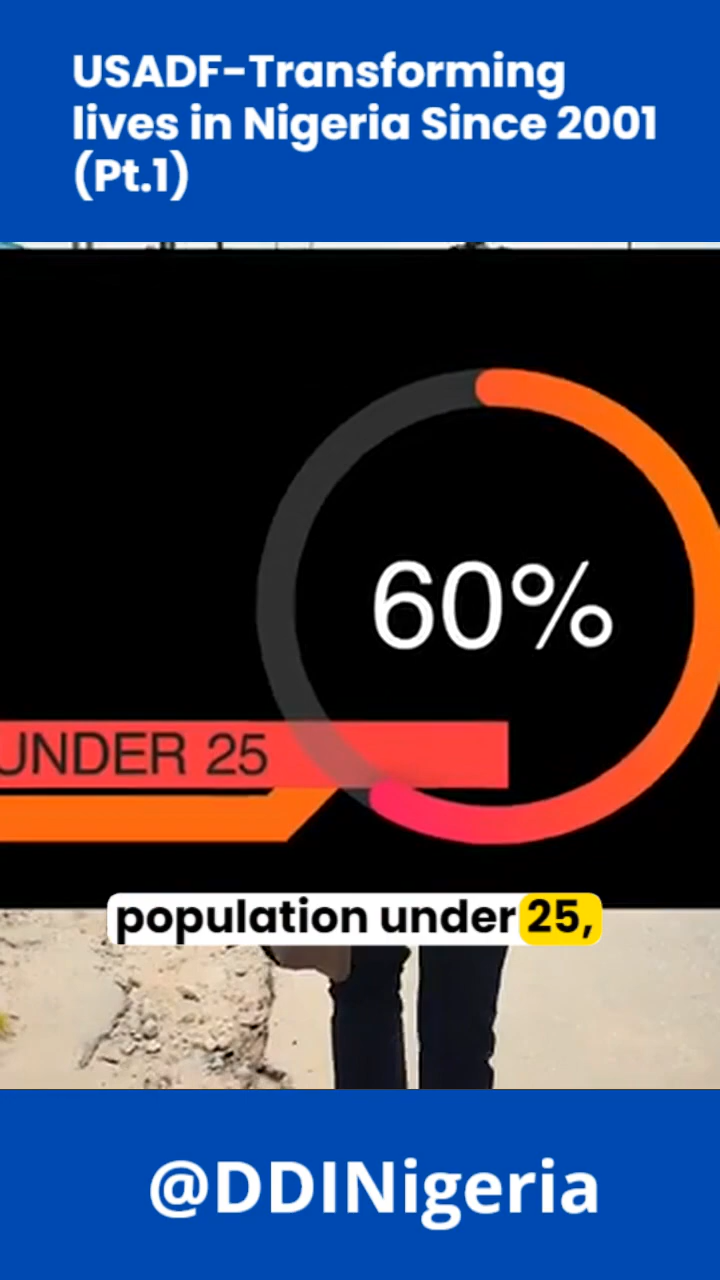 USADF-Transforming
lives in Nigeria Since 2001
(Pt.1)
60%
UNDER 25
population under 25,
@DDINigeria